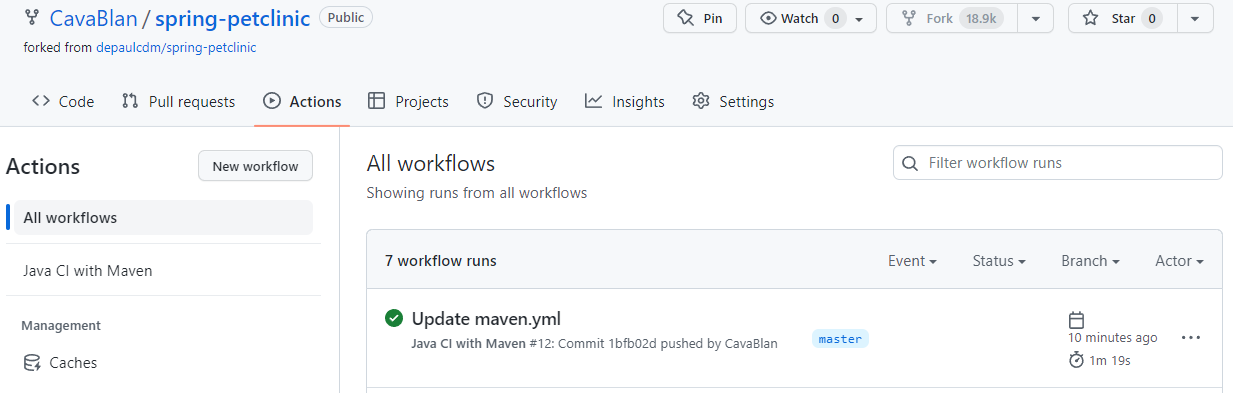 CavaBlan / spring-petclinic Public
Pin Watch 0 Fork 18.9k Star 0
forked from depaulcdm/spring-petclinic
Code Pull requests Actions Projects Security Insights Settings
Actions
New workflow
All workflows
Java CI with Maven
Management
Caches
All workflows
Showing runs from all workflows
Filter workflow runs
7 workflow runs
Event Status Branch Actor
Update maven.yml
Java CI with Maven #12: Commit 1bfb02d pushed by CavaBlan
master
10 minutes ago
1m 19s